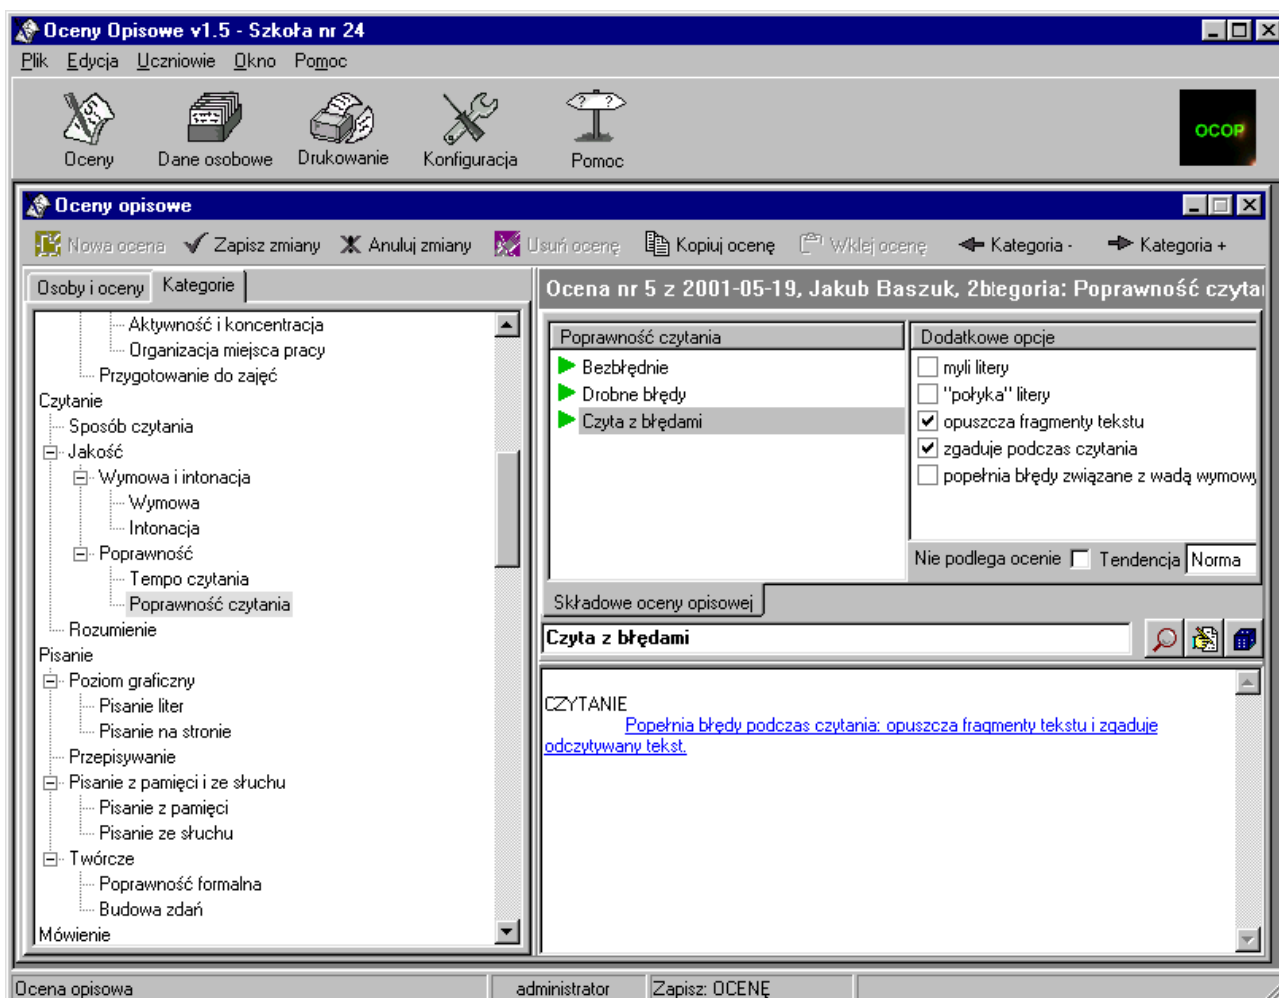 Oceny Opisowe v1.5 - Szkoła nr 24
Plik Edycja Uczniowie Okno Pomoc
Oceny Dane osobowe Drukowanie Konfiguracja Pomoc
OCOP
Oceny opisowe
Nowa ocena Zapisz zmiany Anuluj zmiany Usuń ocenę Kopiuj ocenę Wklej ocenę Kategoria - Kategoria +
Osoby i oceny Kategorie
Aktywność i koncentracja
Organizacja miejsca pracy
Przygotowanie do zajęć
Czytanie
Sposób czytania
Jakość
Wymowa i intonacja
Wymowa
Intonacja
Poprawność
Tempo czytania
Poprawność czytania
Rozumienie
Pisanie
Poziom graficzny
Pisanie liter
Pisanie na stronie
Przepisywanie
Pisanie z pamięci i ze słuchu
Pisanie z pamięci
Pisanie ze słuchu
Twórcze
Poprawność formalna
Budowa zdań
Mówienie
Ocena nr 5 z 2001-05-19, Jakub Baszuk, 2btegoria: Poprawność czyta
Poprawność czytania
Bezbłędnie
Drobne błędy
Czyta z błędami
Dodatkowe opcje
myli litery
"połyka" litery
opuszcza fragmenty tekstu
zgaduje podczas czytania
popełnia błędy związane z wadą wymowy
Nie podlega ocenie Tendencja Norma
Składowe oceny opisowej
Czyta z błędami
CZYTANIE
Popełnia błędy podczas czytania: opuszcza fragmenty tekstu i zgaduje
odczytywany tekst.
Ocena opisowa administrator Zapisz: OCENĘ